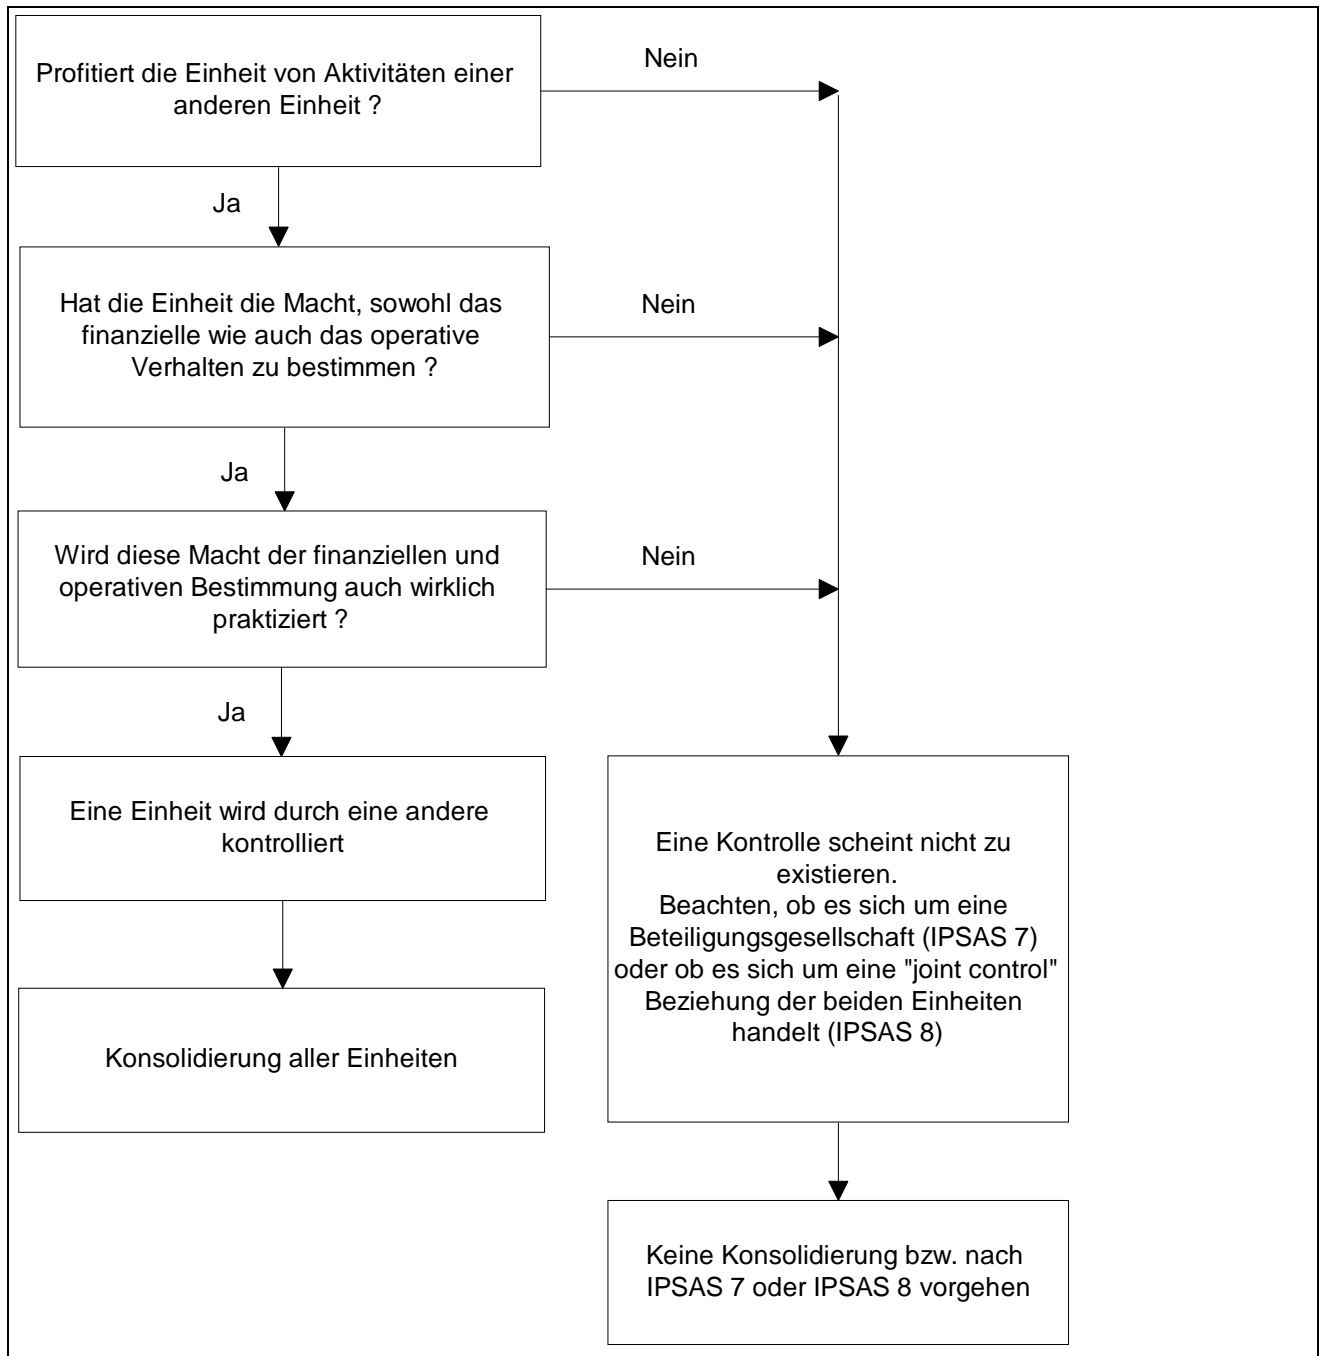 Profitiert die Einheit von Aktivitäten einer
anderen Einheit ?
Nein
Ja
Hat die Einheit die Macht, sowohl das
finanzielle wie auch das operative
Verhalten zu bestimmen ?
Nein
Ja
Wird diese Macht der finanziellen und
operativen Bestimmung auch wirklich
praktiziert ?
Nein
Ja
Eine Einheit wird durch eine andere
kontrolliert
Konsolidierung aller Einheiten
Eine Kontrolle scheint nicht zu
existieren.
Beachten, ob es sich um eine
Beteiligungsgesellschaft (IPSAS 7)
oder ob es sich um eine "joint control"
Beziehung der beiden Einheiten
handelt (IPSAS 8)
Keine Konsolidierung bzw. nach
IPSAS 7 oder IPSAS 8 vorgehen